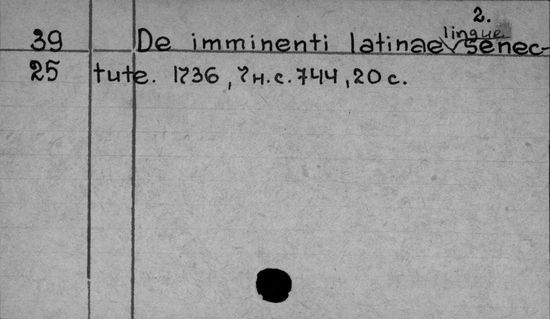 2.
39 De imminenti latinae lingue senec-
25 tute. 1736, 7н.с. 744, 20 с.